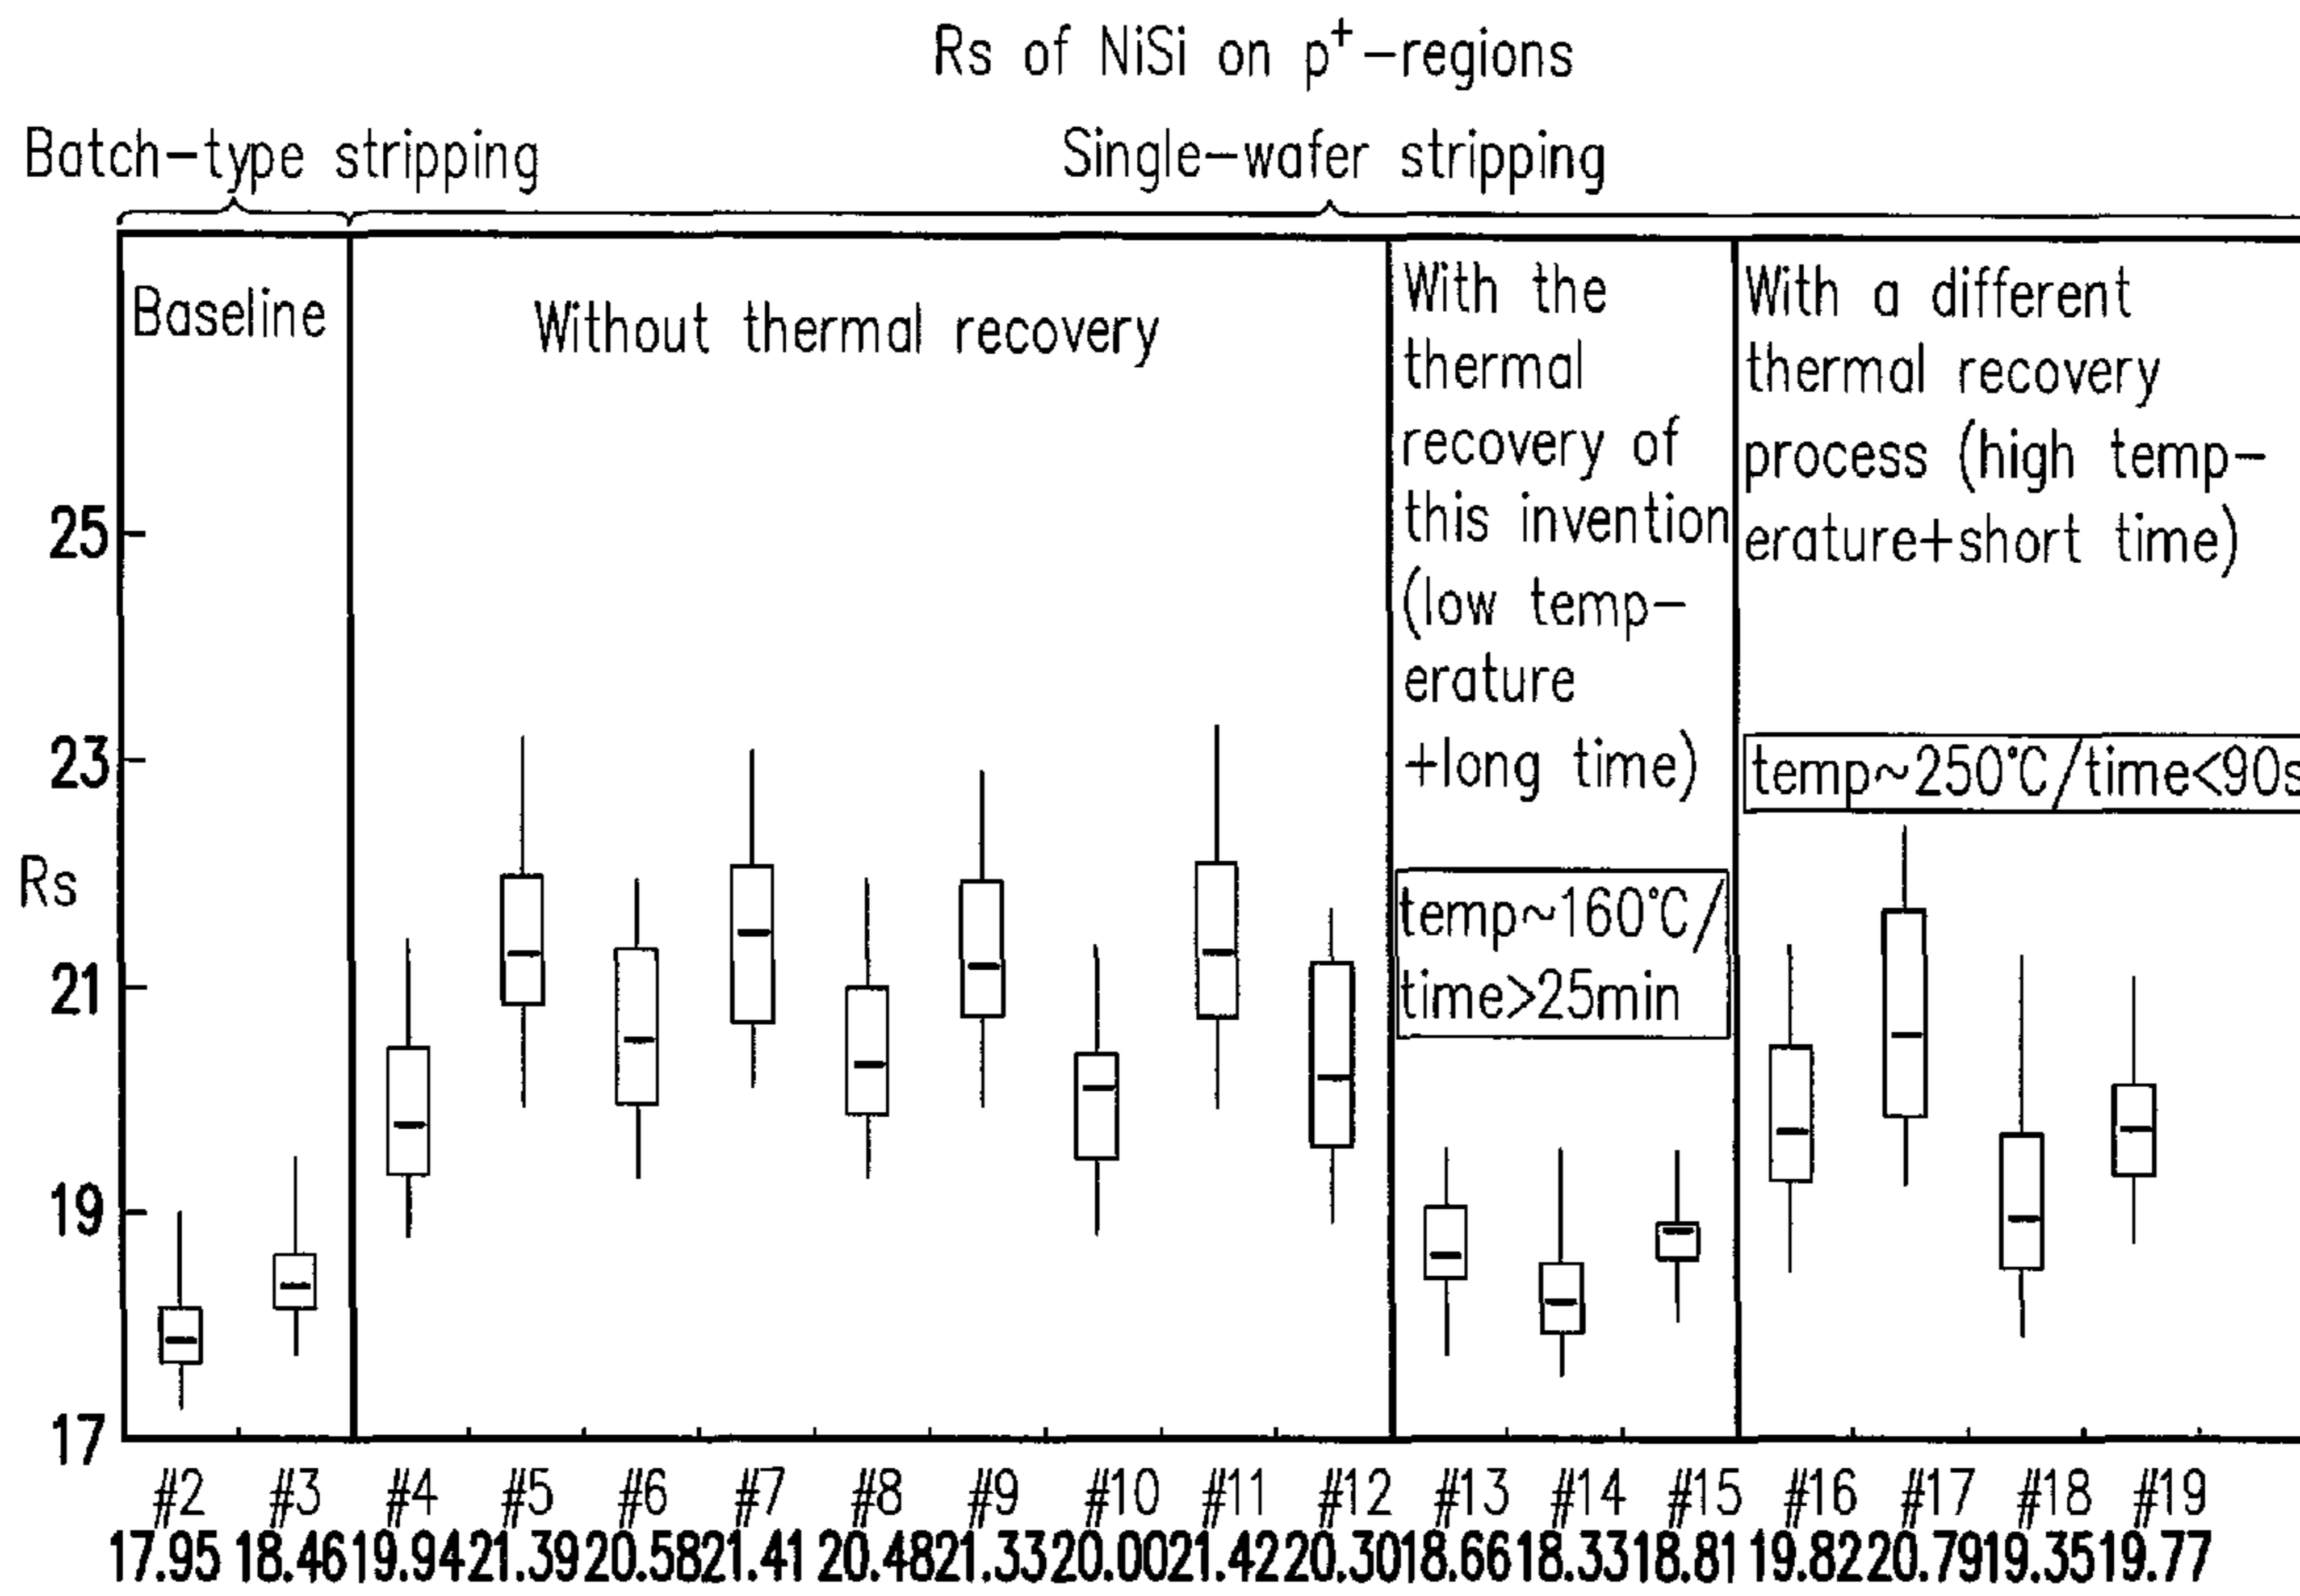 Rs of NiSi on p⁺-regions
Batch-type stripping
Single-wafer stripping
Baseline
Without thermal recovery
With the
thermal
recovery of
this invention
(low temp-
erature
+long time)
temp~160°C/
time>25min
With a different
thermal recovery
process (high temp-
erature+short time)
temp~250°C/time<90s
25
23
Rs
21
19
17
#2 #3 #4 #5 #6 #7 #8 #9 #10 #11 #12 #13 #14 #15 #16 #17 #18 #19
17.95 18.46 19.94 21.39 20.58 21.41 20.48 21.33 20.00 21.42 20.30 18.66 18.33 18.81 19.82 20.79 19.35 19.77